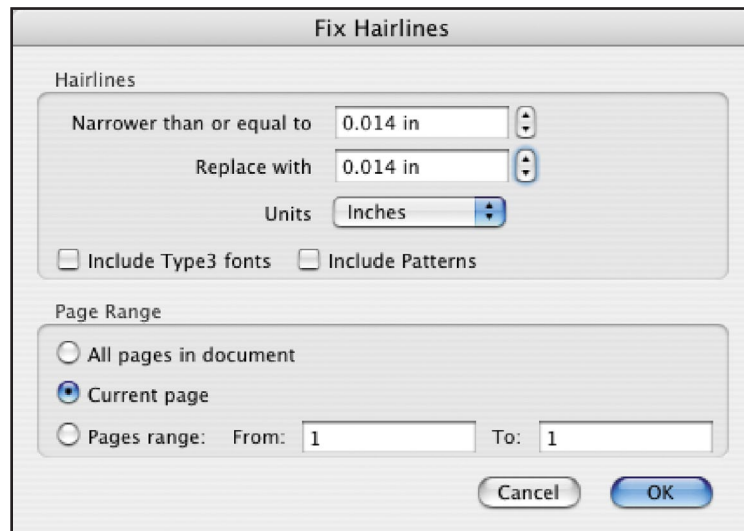 Fix Hairlines
Hairlines
Narrower than or equal to 0.014 in
Replace with 0.014 in
Units Inches
Include Type3 fonts Include Patterns
Page Range
All pages in document
Current page
Pages range: From: 1 To: 1
Cancel OK